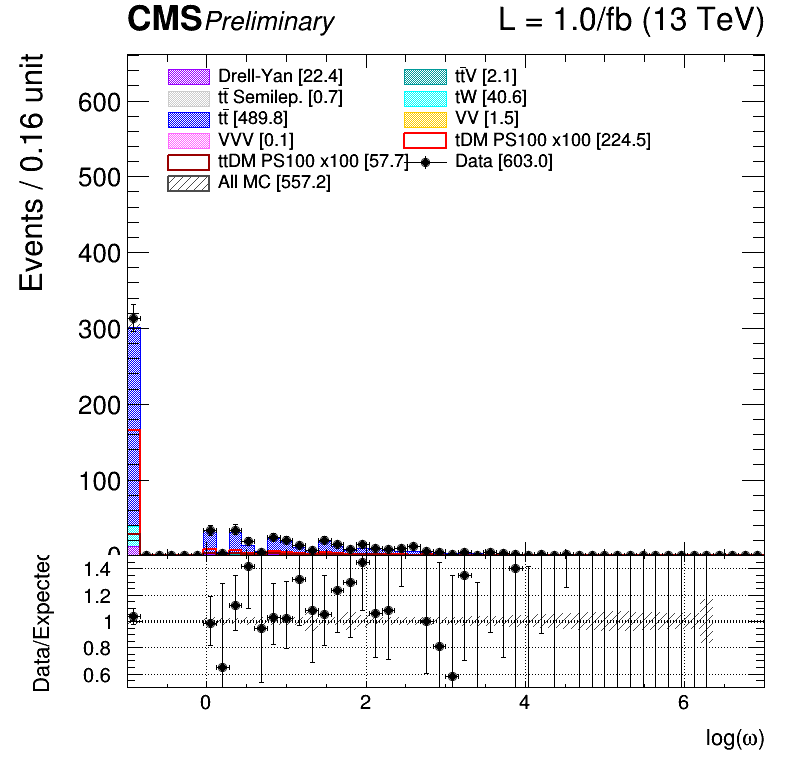 CMS Preliminary L = 1.0/fb (13 TeV)
Events / 0.16 unit
Drell-Yan [22.4] tt̄V [2.1]
tt̄ Semilep. [0.7] tW [40.6]
tt̄ [489.8] VV [1.5]
VVV [0.1] tDM PS100 x100 [224.5]
ttDM PS100 x100 [57.7] Data [603.0]
All MC [557.2]
600
500
400
300
200
100
0
Data/Expected
1.4
1.2
1
0.8
0.6
0 2 4 6
log(ω)